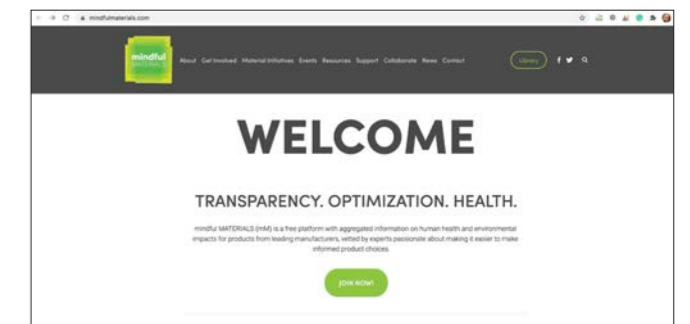 mindfulmaterials.com
mindful
MATERIALS
About Get Involved Material Initiatives Events Resources Support Collaborate News Contact
Library
WELCOME
TRANSPARENCY. OPTIMIZATION. HEALTH.
mindful MATERIALS (mM) is a free platform with aggregated information on human health and environmental
impacts for products from leading manufacturers, vetted by experts passionate about making it easier to make
informed product choices.
JOIN NOW!